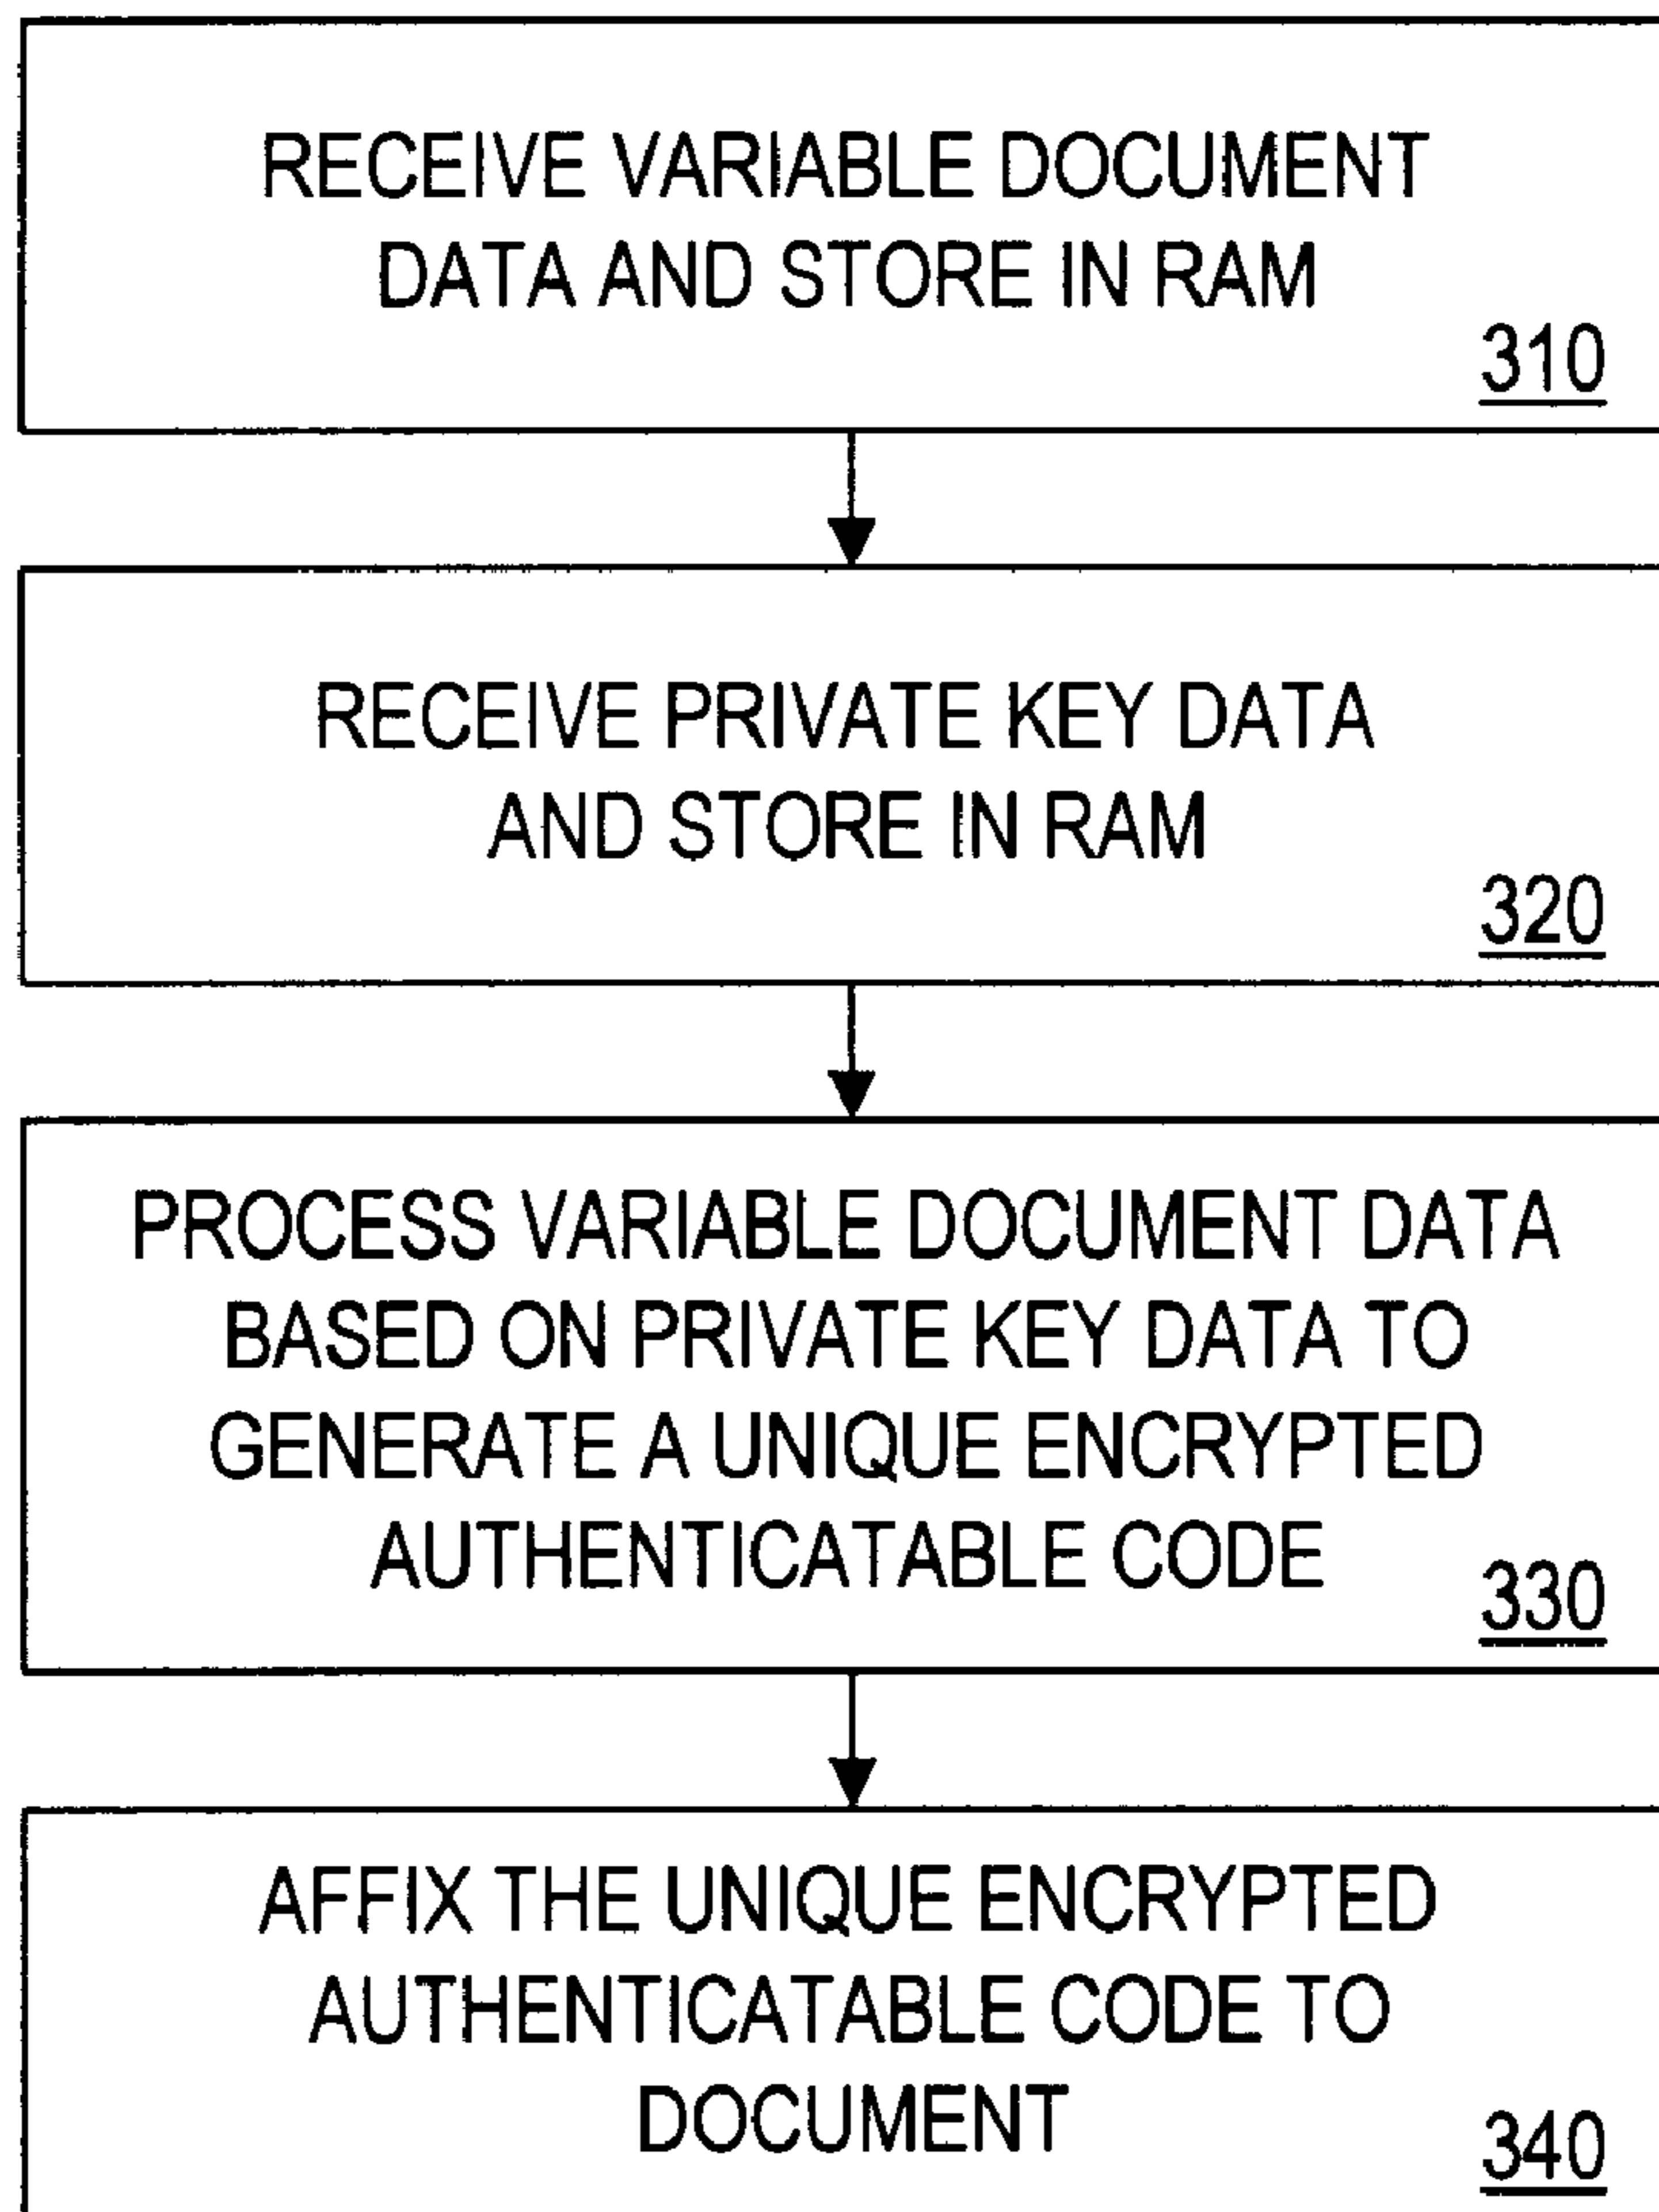 RECEIVE VARIABLE DOCUMENT
DATA AND STORE IN RAM
310
RECEIVE PRIVATE KEY DATA
AND STORE IN RAM
320
PROCESS VARIABLE DOCUMENT DATA
BASED ON PRIVATE KEY DATA TO
GENERATE A UNIQUE ENCRYPTED
AUTHENTICATABLE CODE
330
AFFIX THE UNIQUE ENCRYPTED
AUTHENTICATABLE CODE TO
DOCUMENT
340